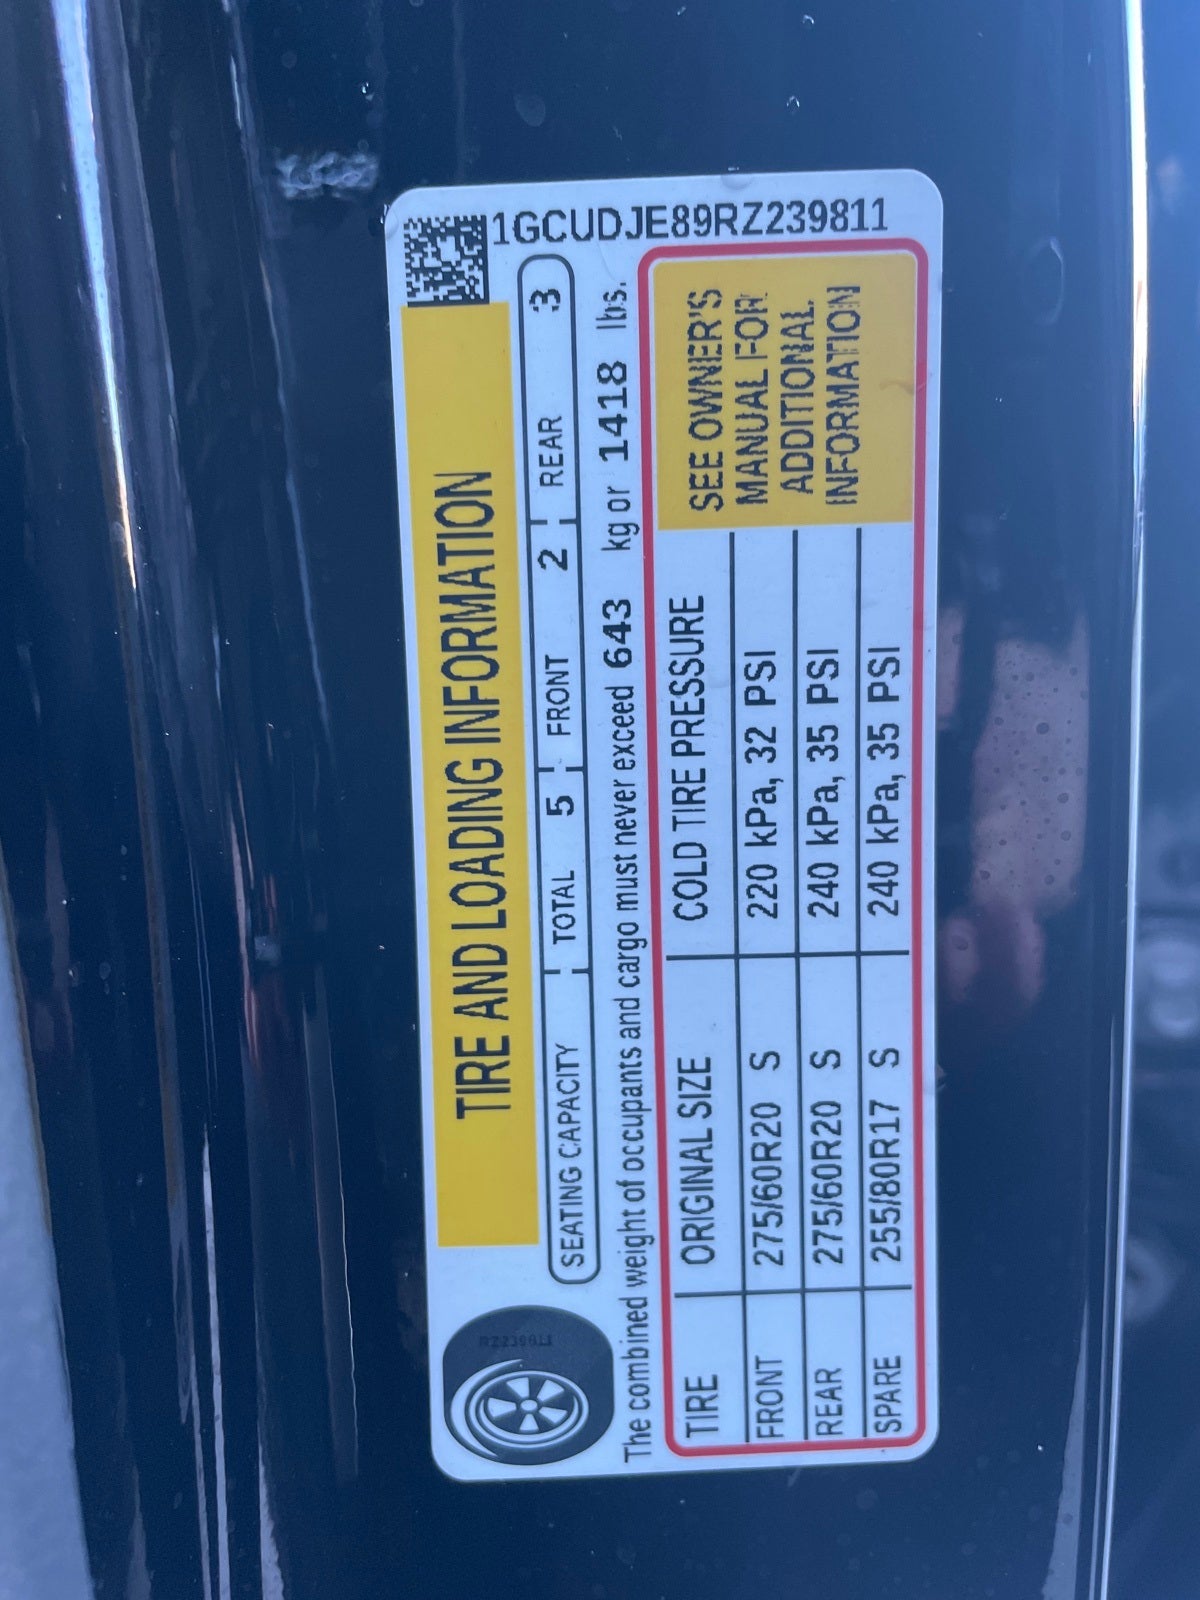 1GCUDJE89RZ239811
TIRE AND LOADING INFORMATION
RZ239811
SEATING CAPACITY TOTAL 5 FRONT 2 REAR 3
The combined weight of occupants and cargo must never exceed 643 kg or 1418 lbs.
TIRE ORIGINAL SIZE COLD TIRE PRESSURE
FRONT 275/60R20 S 220 kPa, 32 PSI
REAR 275/60R20 S 240 kPa, 35 PSI
SPARE 255/80R17 S 240 kPa, 35 PSI
SEE OWNER'S
MANUAL FOR
ADDITIONAL
INFORMATION